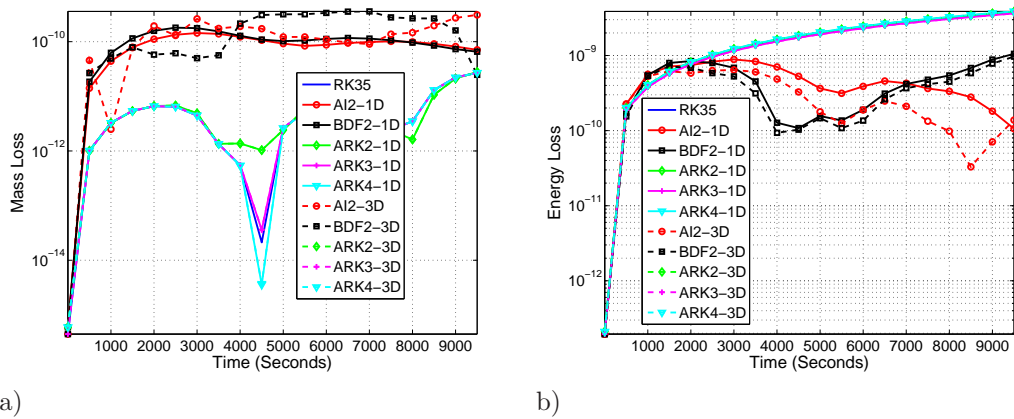 10⁻¹⁰
10⁻¹²
10⁻¹⁴
Mass Loss
RK35
AI2−1D
BDF2−1D
ARK2−1D
ARK3−1D
ARK4−1D
AI2−3D
BDF2−3D
ARK2−3D
ARK3−3D
ARK4−3D
1000 2000 3000 4000 5000 6000 7000 8000 9000
Time (Seconds)
a)
10⁻⁹
10⁻¹⁰
10⁻¹¹
10⁻¹²
Energy Loss
RK35
AI2−1D
BDF2−1D
ARK2−1D
ARK3−1D
ARK4−1D
AI2−3D
BDF2−3D
ARK2−3D
ARK3−3D
ARK4−3D
1000 2000 3000 4000 5000 6000 7000 8000 9000
Time (Seconds)
b)